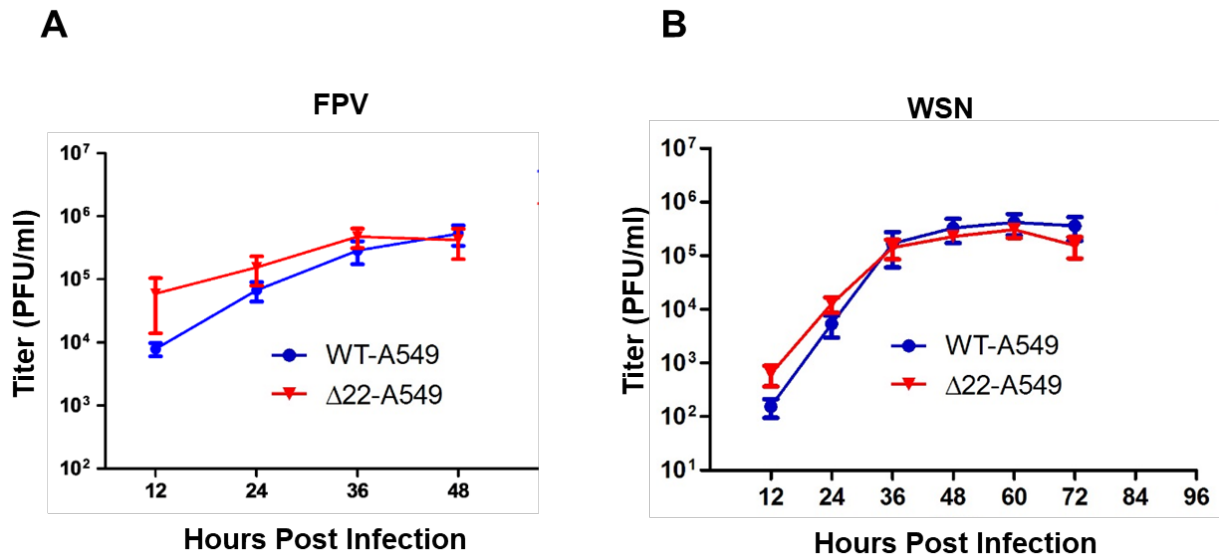 A
FPV
Titer (PFU/ml)
10⁷
10⁶
10⁵
10⁴
10³
10²
WT-A549
Δ22-A549
12 24 36 48
Hours Post Infection
B
WSN
Titer (PFU/ml)
10⁷
10⁶
10⁵
10⁴
10³
10²
10¹
WT-A549
Δ22-A549
12 24 36 48 60 72 84 96
Hours Post Infection